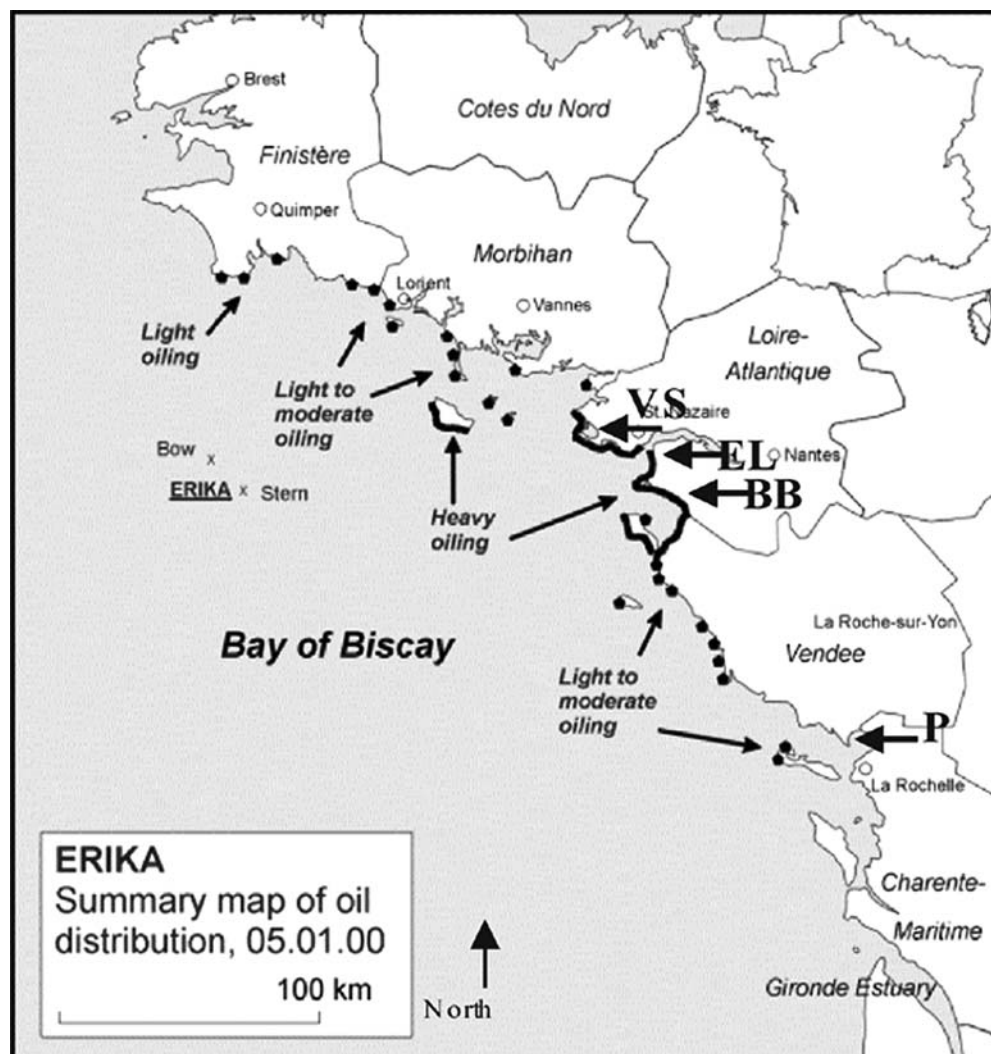 Brest
Cotes du Nord
Finistère
Quimper
Morbihan
Lorient
Vannes
Light
oiling
Loire-
Atlantique
Light to
moderate
oiling
VS
St. Nazaire
EL
Nantes
Bow
ERIKA
Stern
BB
Heavy
oiling
Bay of Biscay
La Roche-sur-Yon
Vendee
Light to
moderate
oiling
P
La Rochelle
ERIKA
Summary map of oil
distribution, 05.01.00
100 km
North
Charente-
Maritime
Gironde Estuary